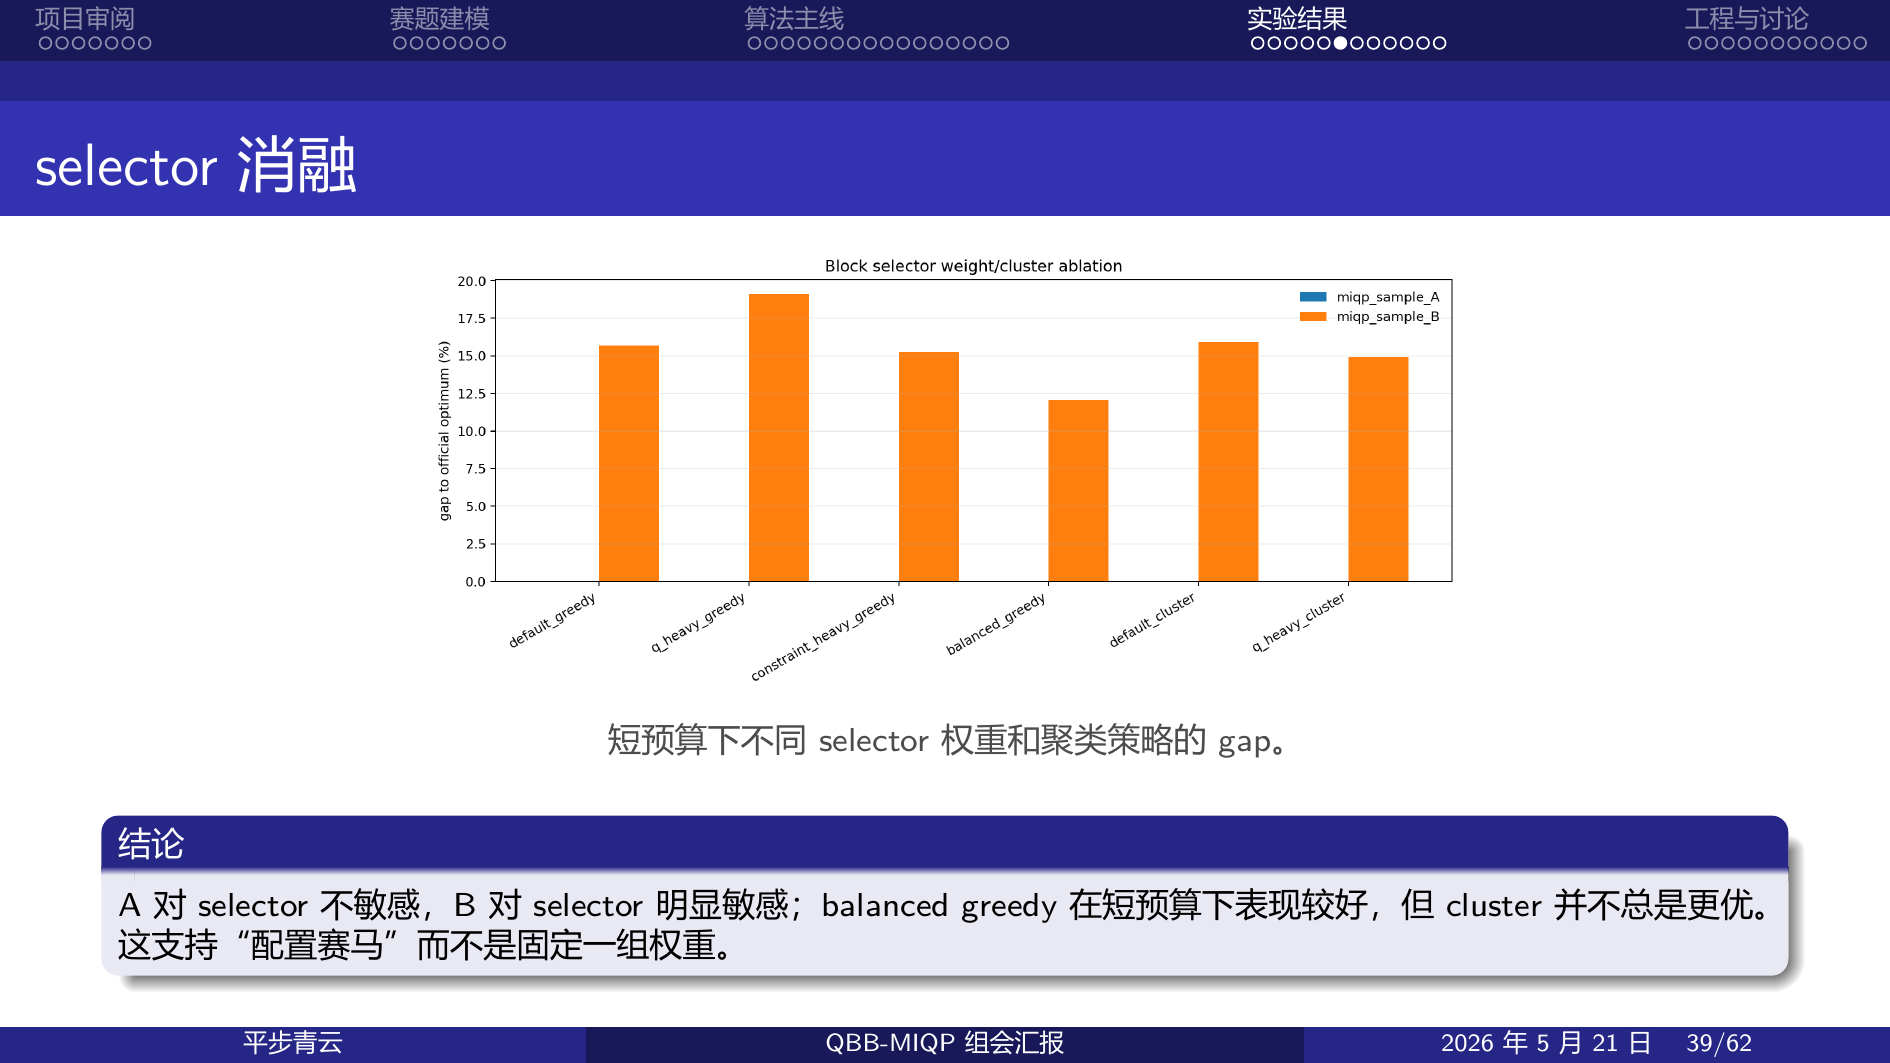 项目审阅 赛题建模 算法主线 实验结果 工程与讨论
selector 消融
Block selector weight/cluster ablation
miqp_sample_A
miqp_sample_B
gap to official optimum (%)
20.0
17.5
15.0
12.5
10.0
7.5
5.0
2.5
0.0
default_greedy
q_heavy_greedy
constraint_heavy_greedy
balanced_greedy
default_cluster
q_heavy_cluster
短预算下不同 selector 权重和聚类策略的 gap。
结论
A 对 selector 不敏感，B 对 selector 明显敏感；balanced greedy 在短预算下表现较好，但 cluster 并不总是更优。
这支持“配置赛马”而不是固定一组权重。
平步青云 QBB-MIQP 组会汇报 2026 年 5 月 21 日 39/62